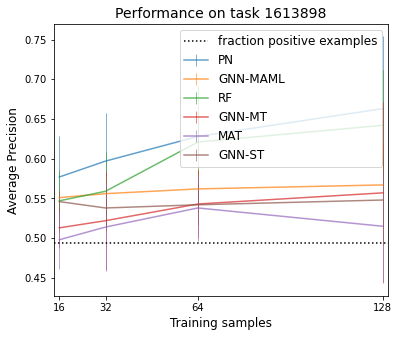 Performance on task 1613898
fraction positive examples
PN
GNN-MAML
RF
GNN-MT
MAT
GNN-ST
Average Precision
0.75
0.70
0.65
0.60
0.55
0.50
0.45
16
32
64
128
Training samples